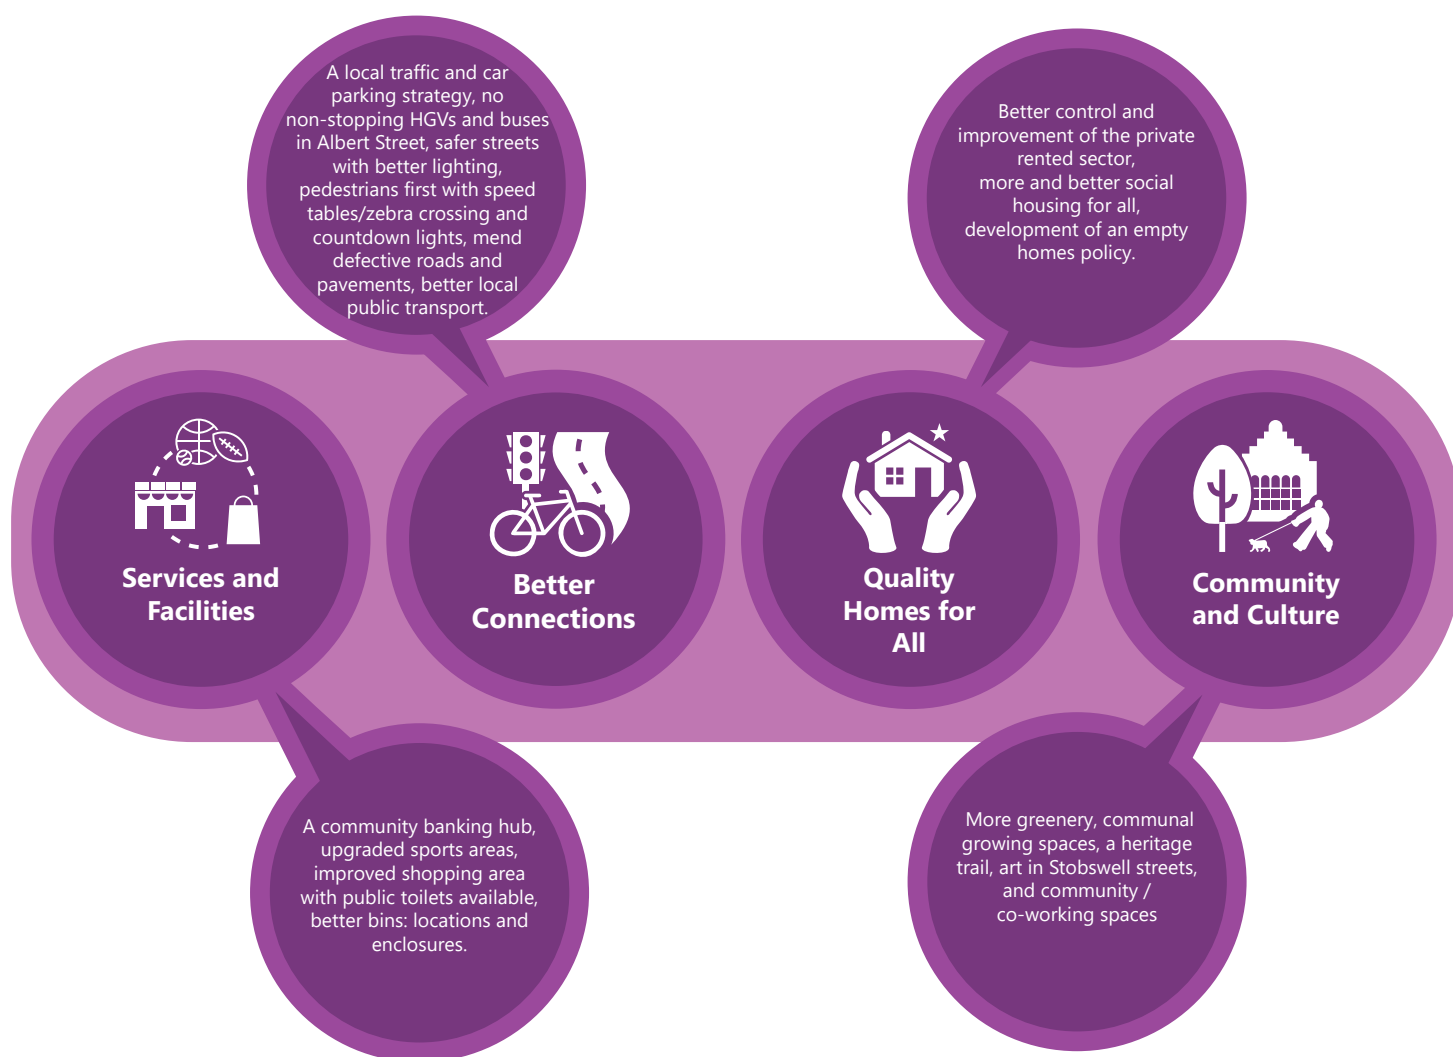 A local traffic and car
parking strategy, no
non-stopping HGVs and buses
in Albert Street, safer streets
with better lighting,
pedestrians first with speed
tables/zebra crossing and
countdown lights, mend
defective roads and
pavements, better local
public transport.
Better control and
improvement of the private
rented sector,
more and better social
housing for all,
development of an empty
homes policy.
Services and
Facilities
Better
Connections
Quality
Homes for
All
Community
and Culture
A community banking hub,
upgraded sports areas,
improved shopping area
with public toilets available,
better bins: locations and
enclosures.
More greenery, communal
growing spaces, a heritage
trail, art in Stobswell streets,
and community /
co-working spaces